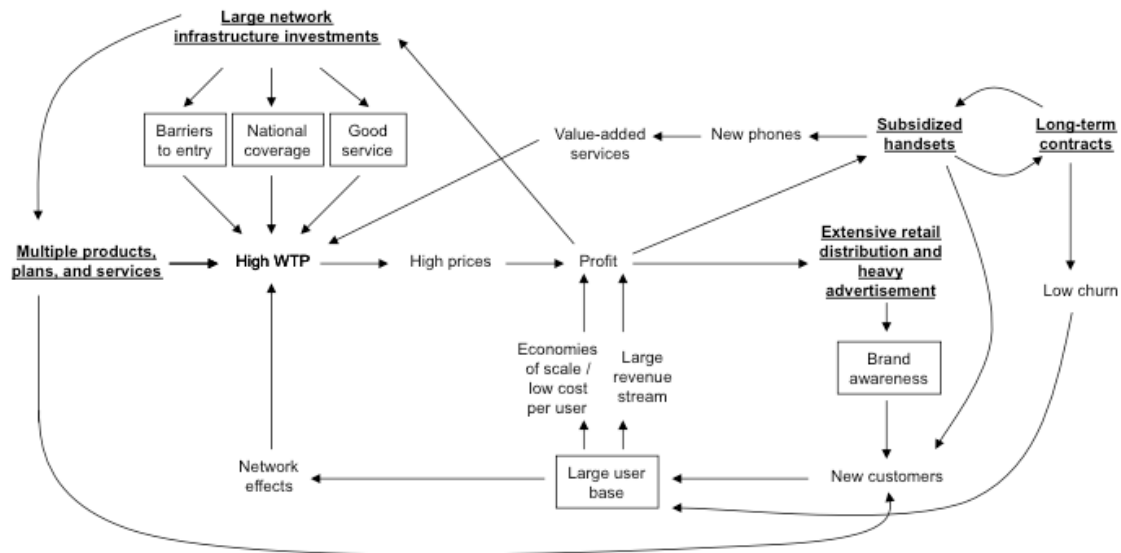 Large network
infrastructure investments
Barriers
to entry
National
coverage
Good
service
Value-added
services
New phones
Subsidized
handsets
Long-term
contracts
Multiple products,
plans, and services
High WTP
High prices
Profit
Extensive retail
distribution and
heavy
advertisement
Low churn
Economies
of scale /
low cost
per user
Large
revenue
stream
Brand
awareness
Network
effects
Large user
base
New customers